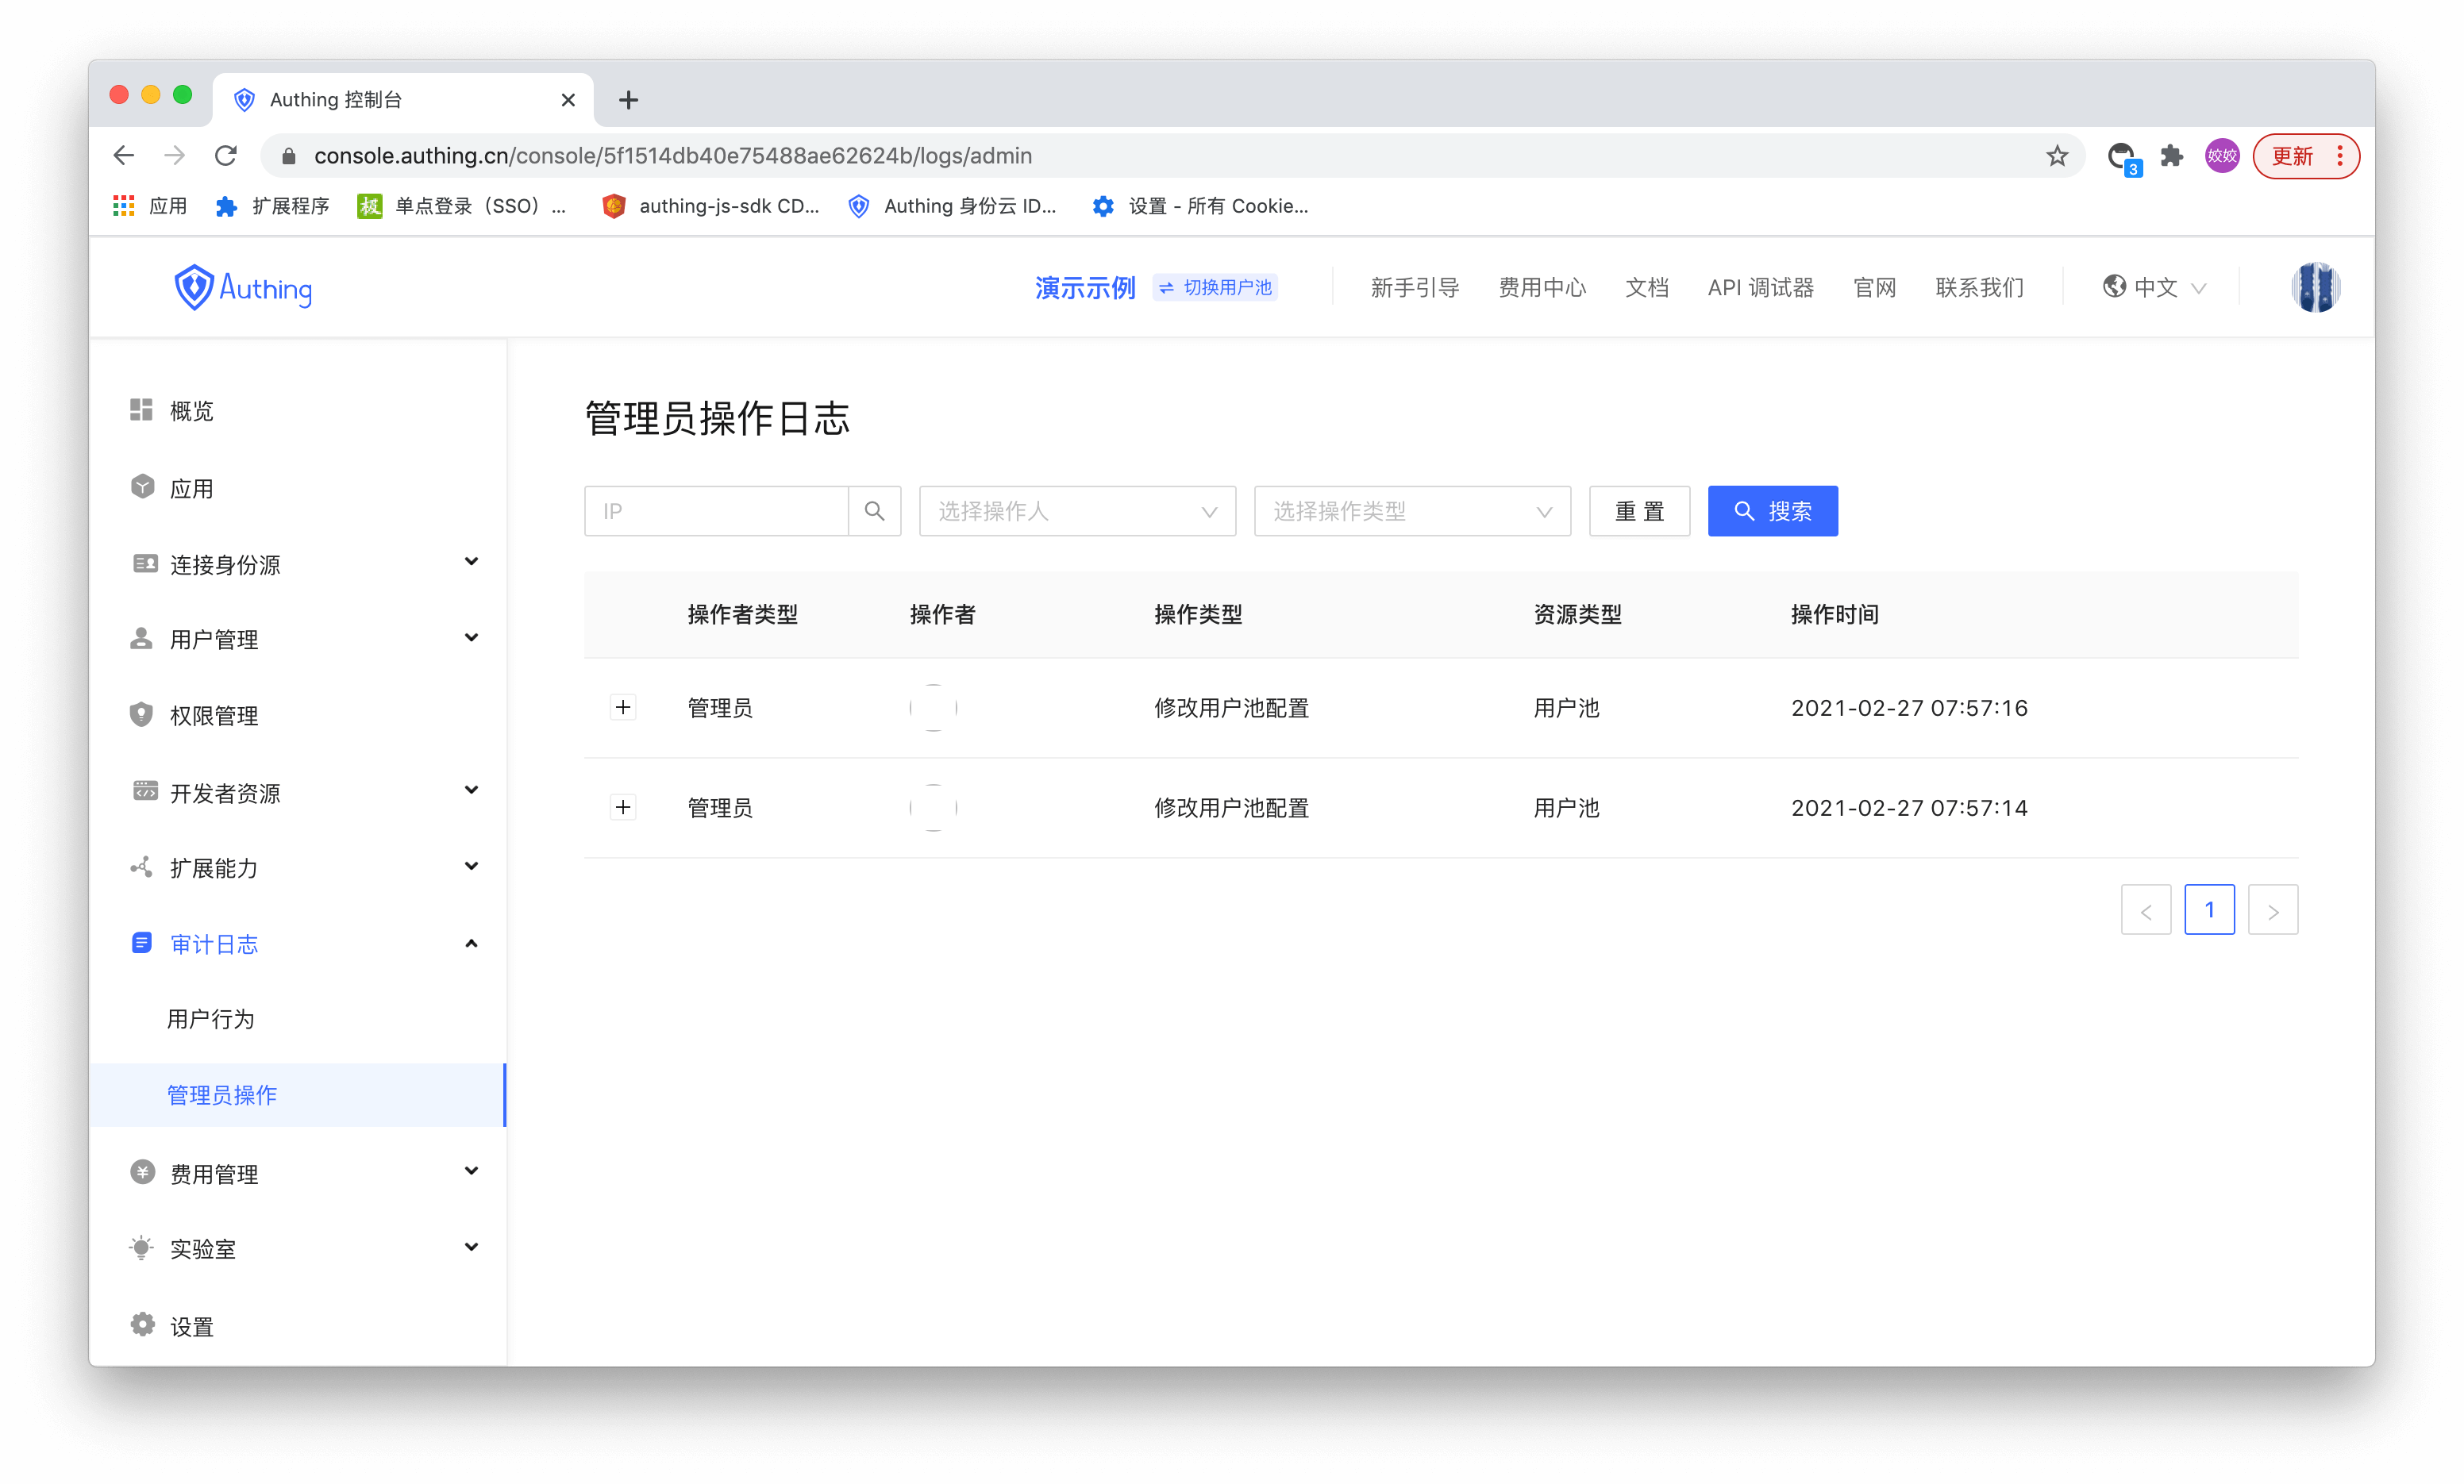 Authing 控制台
console.authing.cn/console/5f1514db40e75488ae62624b/logs/admin
3
姣姣
更新
应用
扩展程序
极
单点登录（SSO）...
authing-js-sdk CD...
Authing 身份云 ID...
设置 - 所有 Cookie...
Authing
演示示例
切换用户池
新手引导
费用中心
文档
API 调试器
官网
联系我们
中文
概览
应用
连接身份源
用户管理
权限管理
开发者资源
扩展能力
审计日志
用户行为
管理员操作
费用管理
实验室
设置
管理员操作日志
IP
选择操作人
选择操作类型
重 置
搜索
操作者类型 操作者 操作类型 资源类型 操作时间
管理员 修改用户池配置 用户池 2021-02-27 07:57:16
管理员 修改用户池配置 用户池 2021-02-27 07:57:14
1